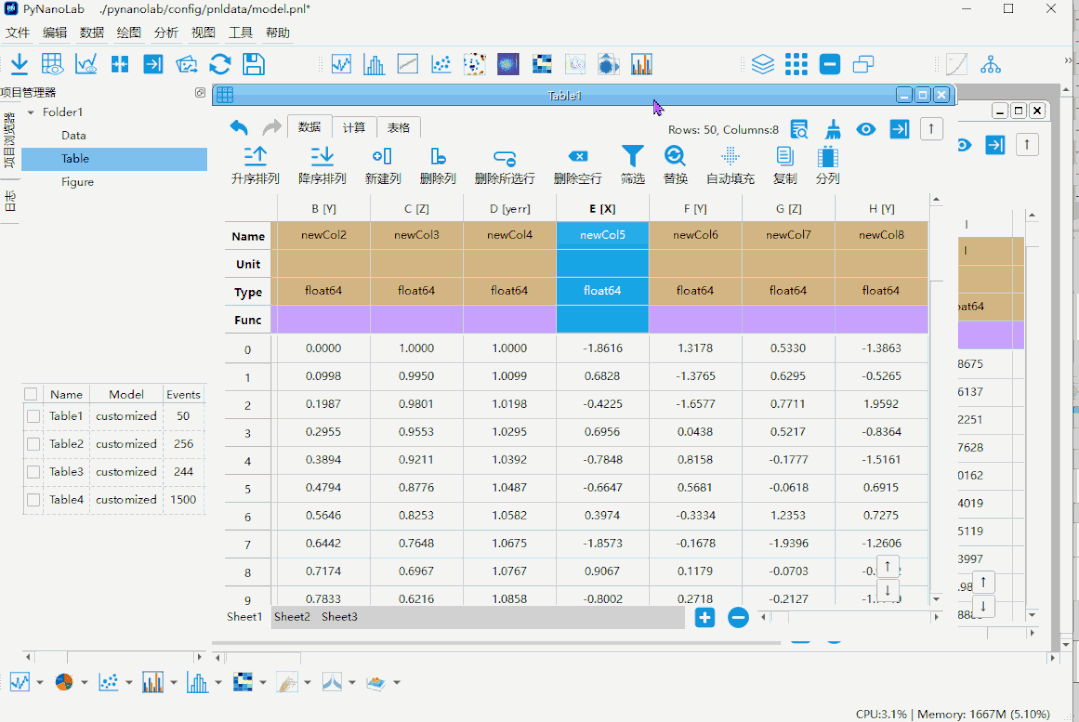 PyNanoLab ./pynanolab/config/pnldata/model.pnl*
文件 编辑 数据 绘图 分析 视图 工具 帮助
项目管理器
Table1
Folder1
Data
Table
Figure
项目浏览器
日志
数据 计算 表格
Rows: 50, Columns:8
升序排列 降序排列 新建列 删除列 删除所选行 删除空行 筛选 替换 自动填充 复制 分列
B [Y] C [Z] D [yerr] E [X] F [Y] G [Z] H [Y]
Name newCol2 newCol3 newCol4 newCol5 newCol6 newCol7 newCol8
Unit
Type float64 float64 float64 float64 float64 float64 float64
Func
0 0.0000 1.0000 1.0000 -1.8616 1.3178 0.5330 -1.3863
1 0.0998 0.9950 1.0099 0.6828 -1.3765 0.6295 -0.5265
2 0.1987 0.9801 1.0198 -0.4225 -1.6577 0.7711 1.9592
3 0.2955 0.9553 1.0295 0.6956 0.0438 0.5217 -0.8364
4 0.3894 0.9211 1.0392 -0.7848 0.8158 -0.1777 -1.5161
5 0.4794 0.8776 1.0487 -0.6647 0.5681 -0.0618 0.6915
6 0.5646 0.8253 1.0582 0.3974 -0.3334 1.2353 0.7275
7 0.6442 0.7648 1.0675 -1.8573 -0.1678 -1.9396 -1.2606
8 0.7174 0.6967 1.0767 0.9067 0.1179 -0.0703
9 0.7833 0.6216 1.0858 -0.8002 0.2718 -0.2127
Sheet1 Sheet2 Sheet3
oat64
8675
6137
2251
7628
0162
4019
5119
3997
Name Model Events
Table1 customized 50
Table2 customized 256
Table3 customized 244
Table4 customized 1500
CPU:3.1% | Memory: 1667M (5.10%)